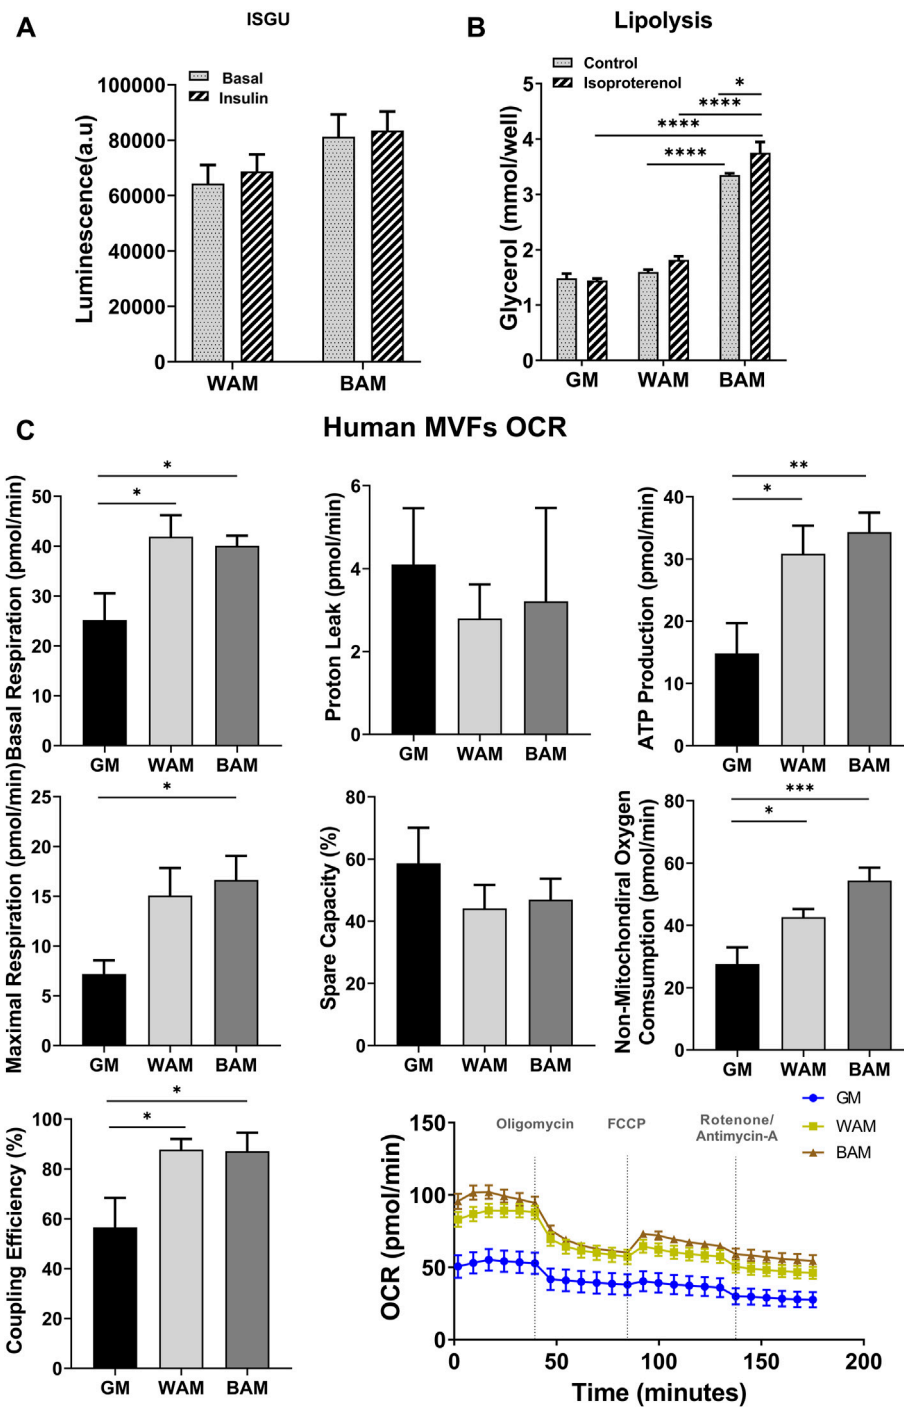 A
ISGU
Basal
Insulin
Luminescence(a.u)
100000
80000
60000
40000
20000
0
WAM
BAM
B
Lipolysis
Control
Isoproterenol
Glycerol (mmol/well)
5
4
3
2
1
0
*
****
****
****
GM
WAM
BAM
C
Human MVFs OCR
Basal Respiration (pmol/min)
50
40
30
20
10
0
*
*
GM
WAM
BAM
Proton Leak (pmol/min)
6
4
2
0
GM
WAM
BAM
ATP Production (pmol/min)
40
30
20
10
0
**
*
GM
WAM
BAM
Maximal Respiration (pmol/min)
25
20
15
10
5
0
*
GM
WAM
BAM
Spare Capacity (%)
80
60
40
20
0
GM
WAM
BAM
Non-Mitochondiral Oxygen
Comsumption (pmol/min)
80
60
40
20
0
***
*
GM
WAM
BAM
Coupling Efficiency (%)
100
80
60
40
20
0
*
*
GM
WAM
BAM
OCR (pmol/min)
150
100
50
0
Oligomycin
FCCP
Rotenone/
Antimycin-A
GM
WAM
BAM
0
50
100
150
200
Time (minutes)